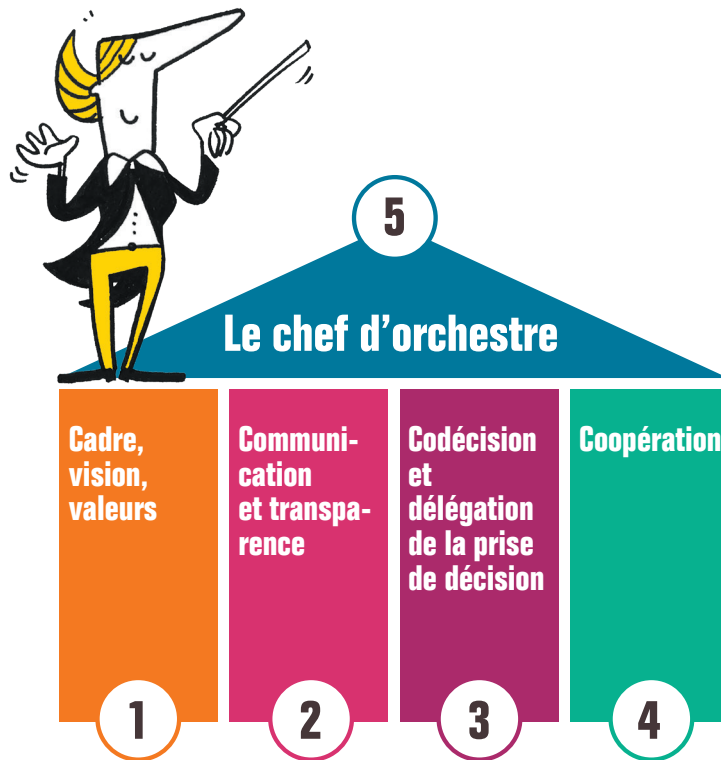 5
Le chef d’orchestre
Cadre,
vision,
valeurs
Communi-
cation
et transpa-
rence
Codécision
et
délégation
de la prise
de décision
Coopération
1
2
3
4